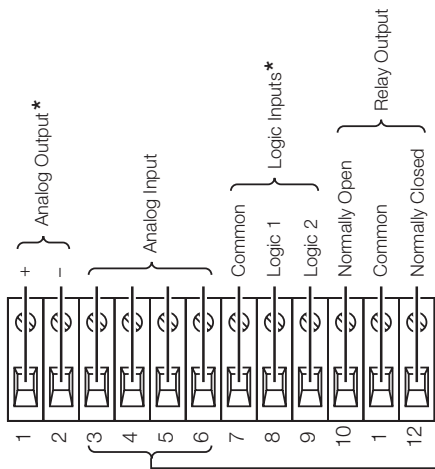 1 + Analog Output*
2 –
3 Analog Input
4
5
6
7 Common Logic Inputs*
8 Logic 1
9 Logic 2
10 Normally Open Relay Output
1 Common
12 Normally Closed